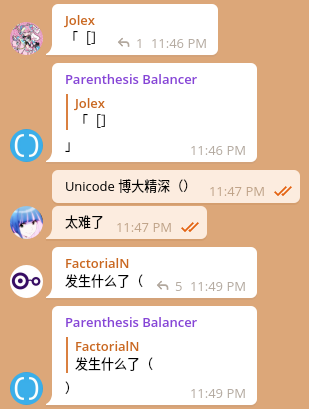 Jolex
「［］
1 11:46 PM
Parenthesis Balancer
Jolex
「［］
」
11:46 PM
Unicode 博大精深（）
11:47 PM
太难了
11:47 PM
FactorialN
发生什么了（
5 11:49 PM
Parenthesis Balancer
FactorialN
发生什么了（
）
11:49 PM